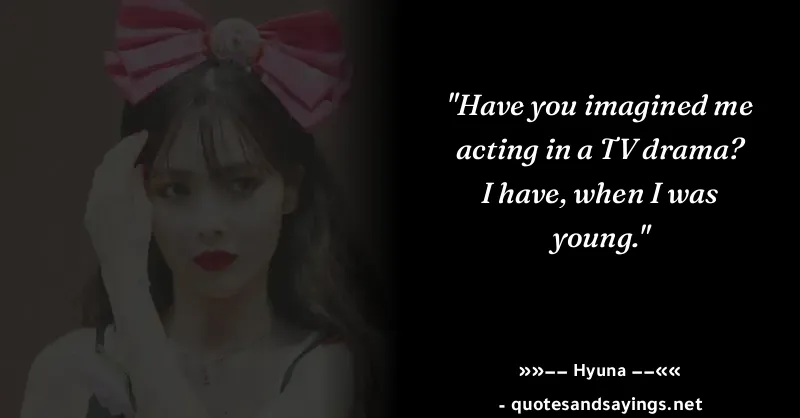 "Have you imagined me
acting in a TV drama?
I have, when I was
young."
»»−− Hyuna −−««
- quotesandsayings.net